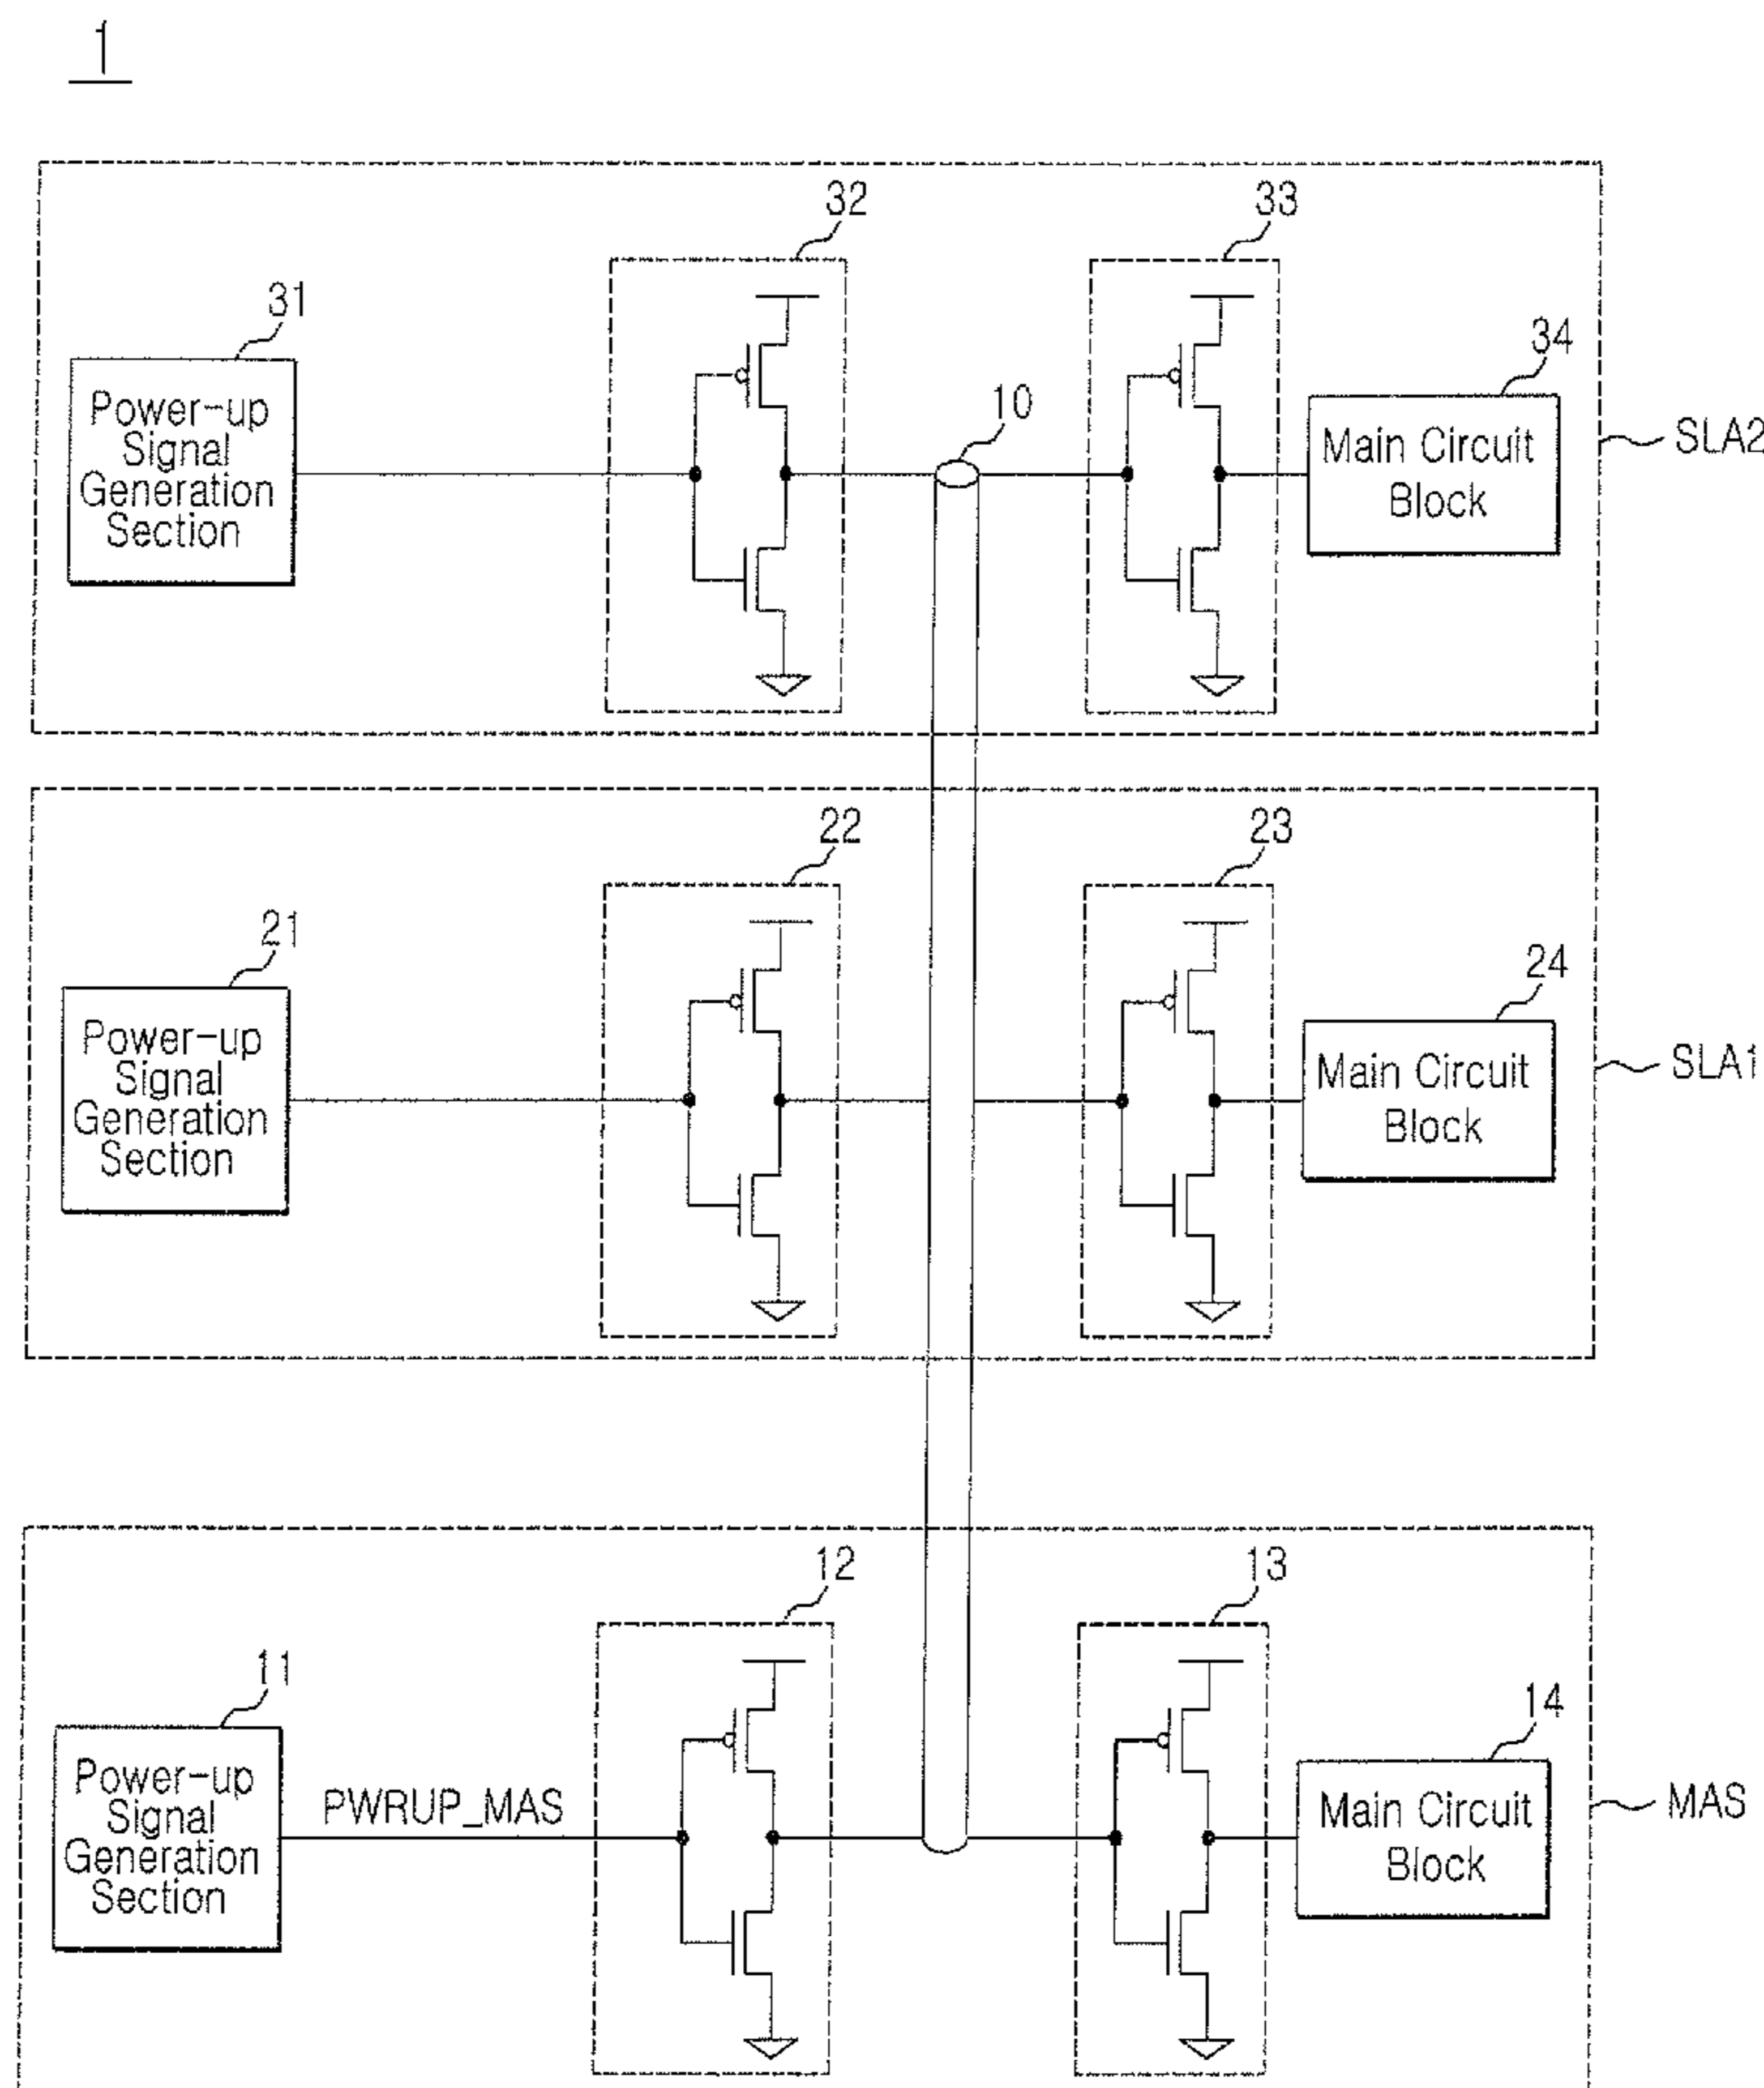 1
32
33
31
34
10
Power-up
Signal
Generation
Section
Main Circuit
Block
SLA2
22
23
21
24
Power-up
Signal
Generation
Section
Main Circuit
Block
SLA1
12
13
11
14
Power-up
Signal
Generation
Section
PWRUP_MAS
Main Circuit
Block
MAS